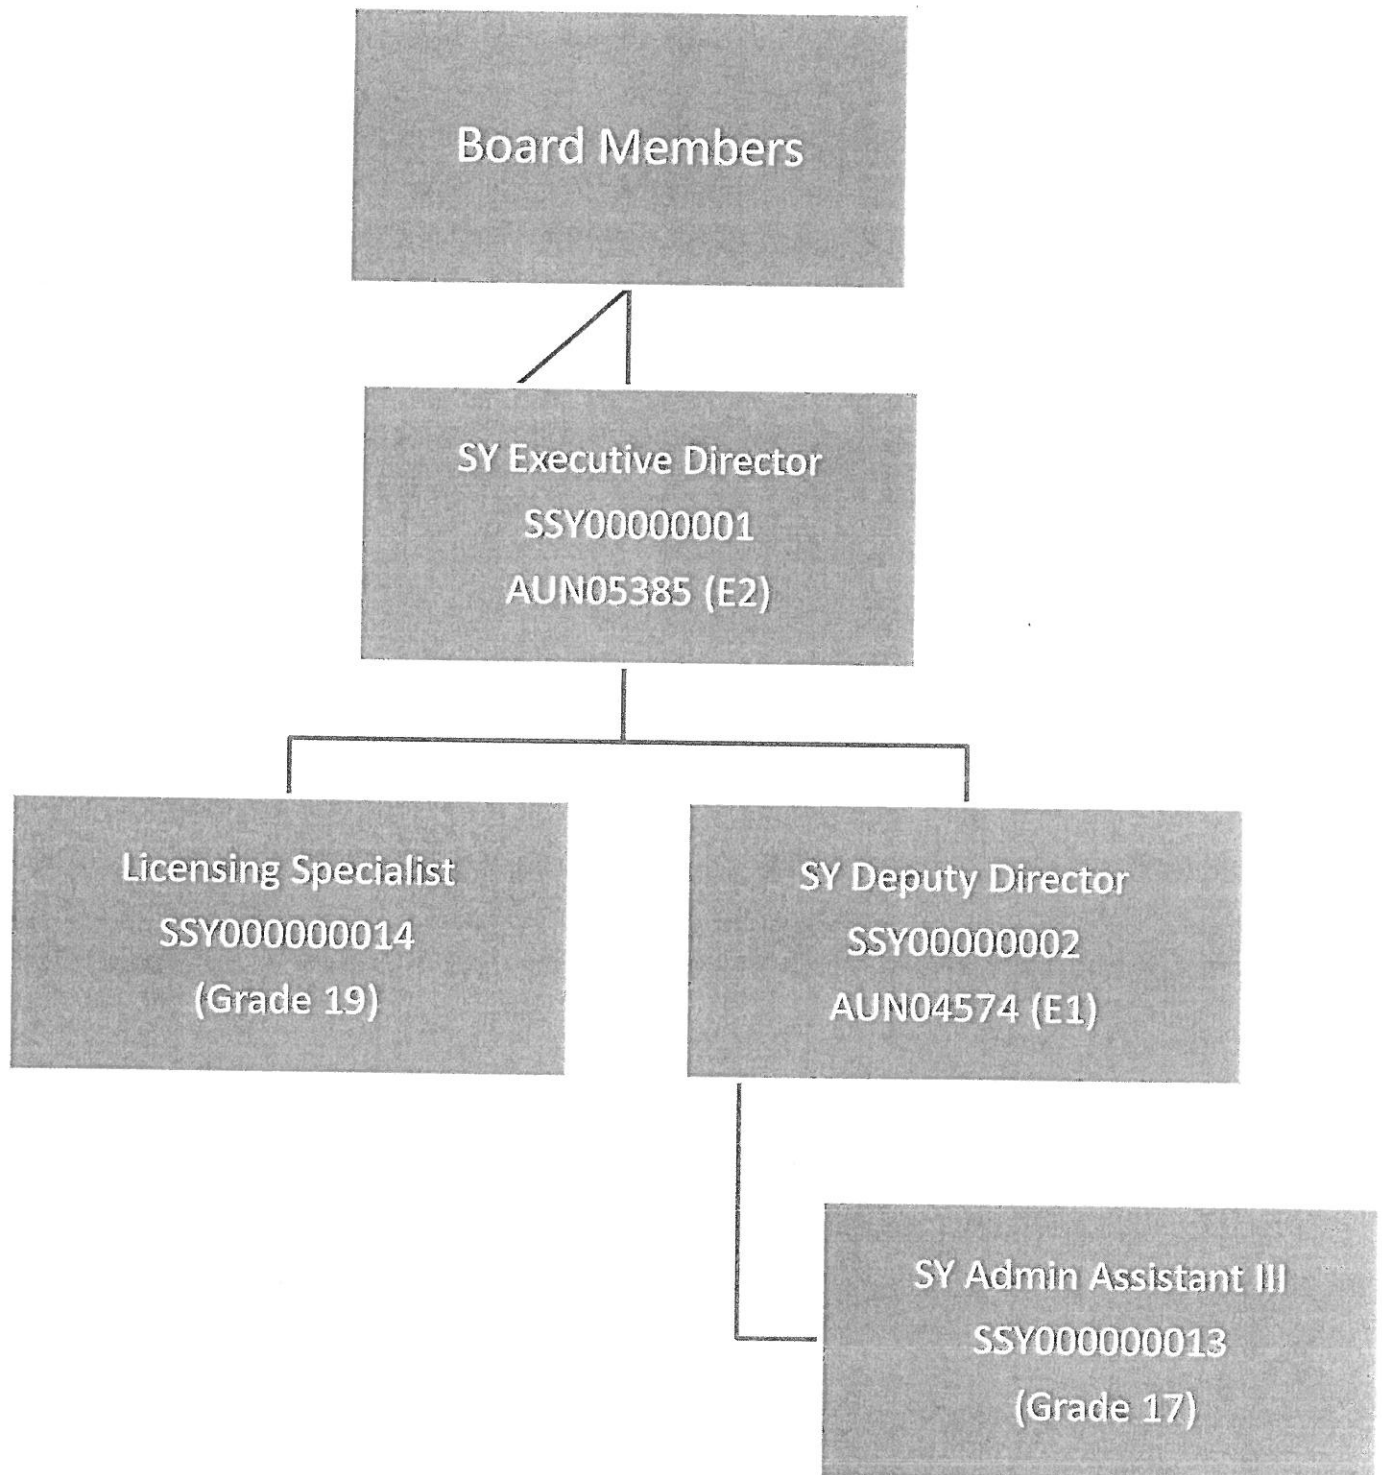 Board Members
SY Executive Director
SSY00000001
AUN05385 (E2)
Licensing Specialist
SSY000000014
(Grade 19)
SY Deputy Director
SSY00000002
AUN04574 (E1)
SY Admin Assistant III
SSY000000013
(Grade 17)